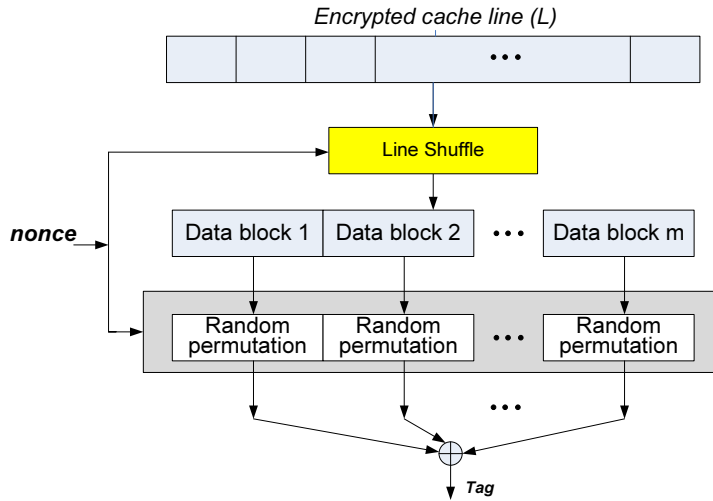 Encrypted cache line (L)
•••
Line Shuffle
nonce
Data block 1 Data block 2 ••• Data block m
Random permutation Random permutation ••• Random permutation
•••
Tag